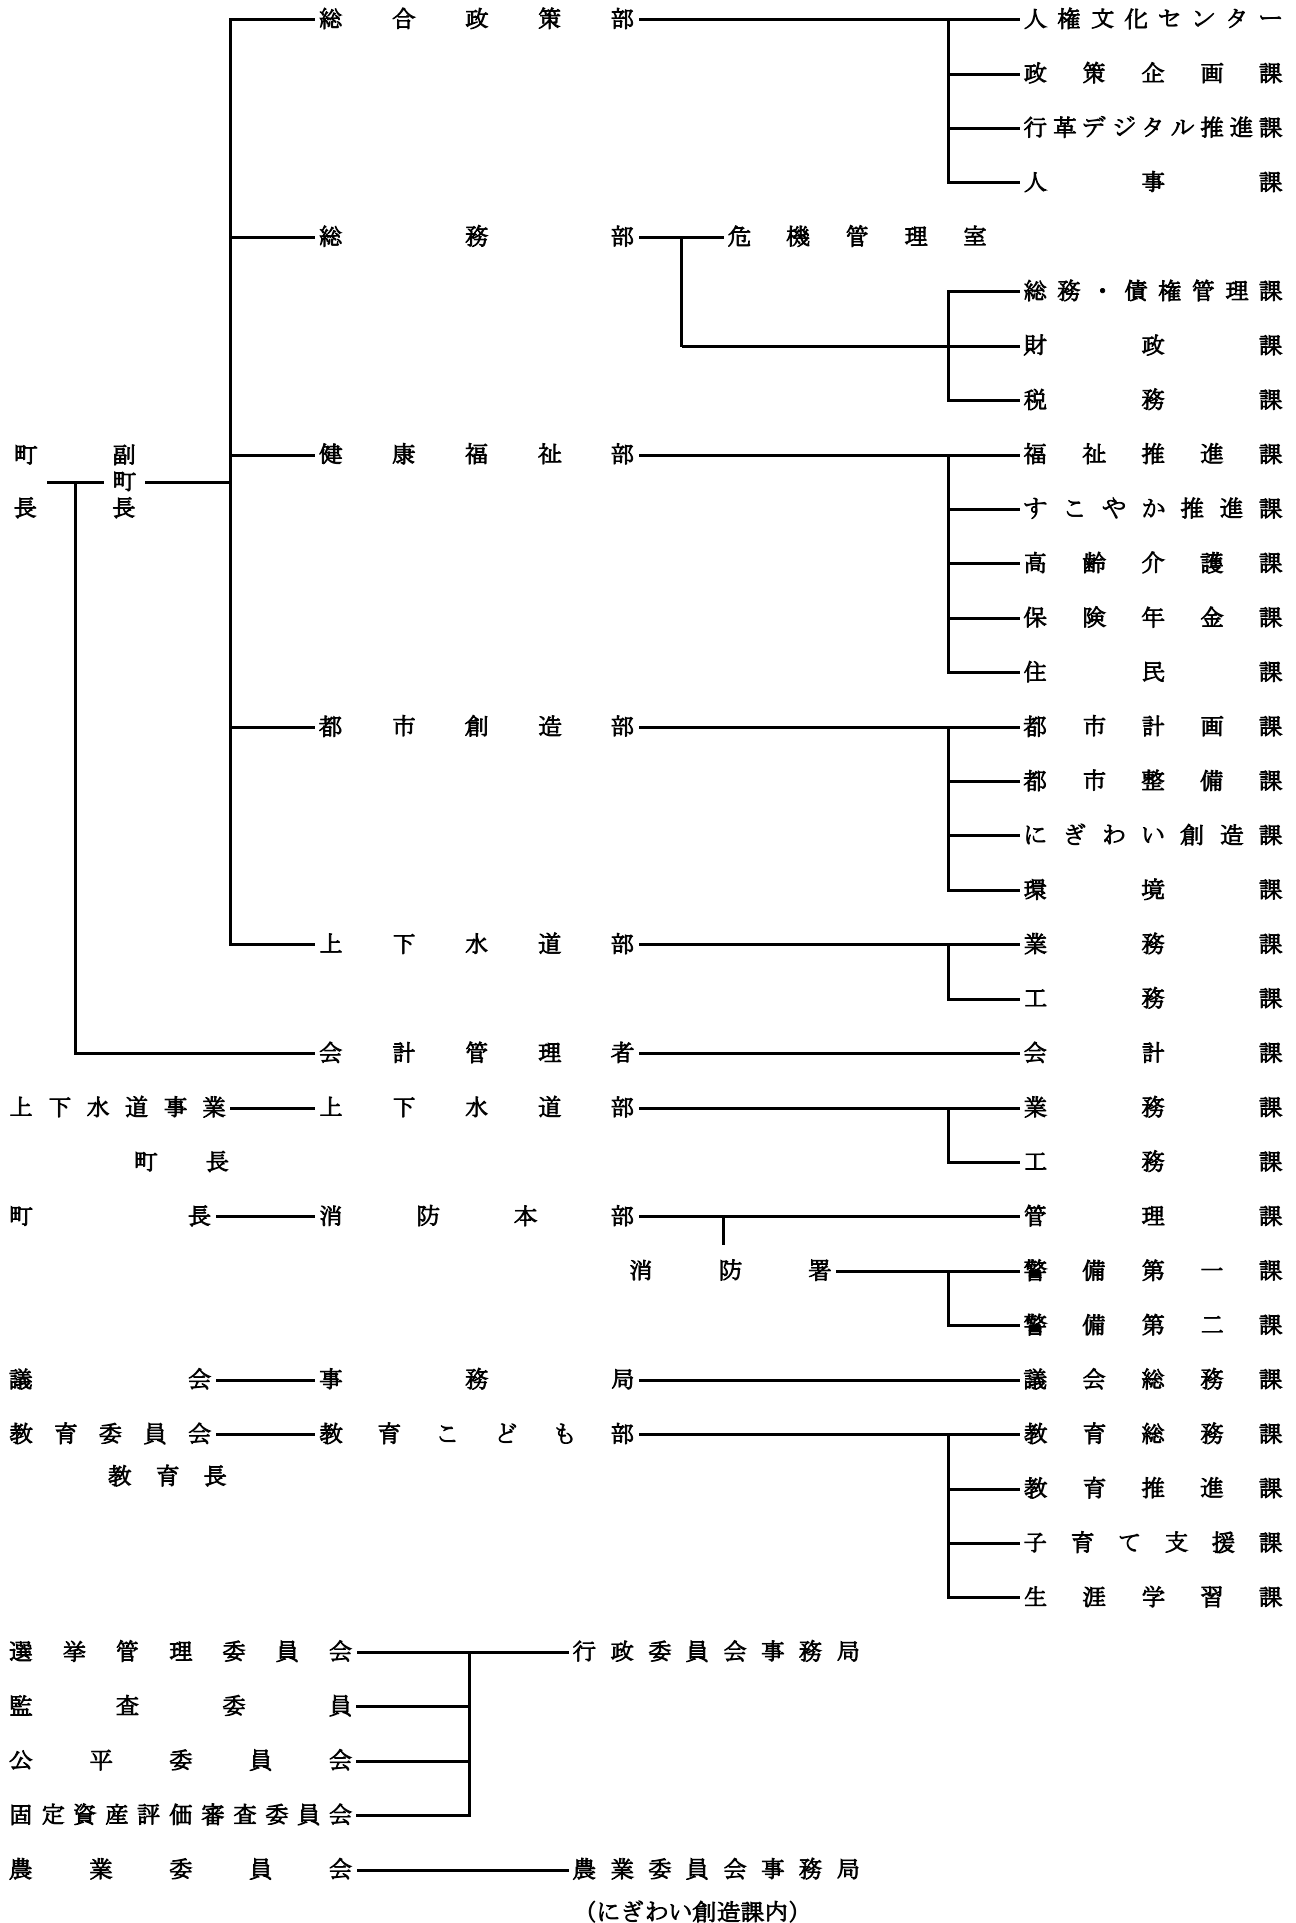 総合政策部 人権文化センター
政策企画課
行革デジタル推進課
人事課
総務部 危機管理室
総務・債権管理課
財政課
税務課
町長 副町長 健康福祉部 福祉推進課
すこやか推進課
高齢介護課
保険年金課
住民課
都市創造部 都市計画課
都市整備課
にぎわい創造課
環境課
上下水道部 業務課
工務課
会計管理者 会計課
上下水道事業 上下水道部 業務課
町長 工務課
町長 消防本部 管理課
消防署 警備第一課
警備第二課
議会 事務局 議会総務課
教育委員会 教育こども部 教育総務課
教育長 教育推進課
子育て支援課
生涯学習課
選挙管理委員会 行政委員会事務局
監査委員
公平委員会
固定資産評価審査委員会
農業委員会 農業委員会事務局
（にぎわい創造課内）